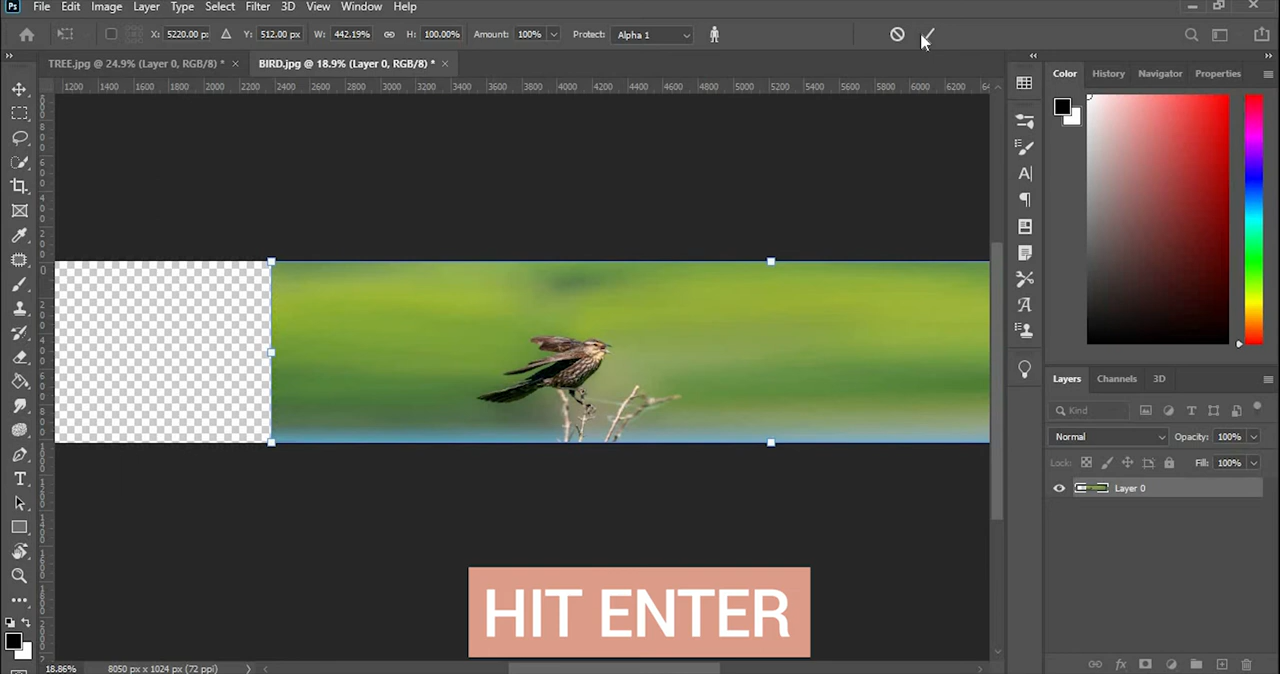 Ps File Edit Image Layer Type Select Filter 3D View Window Help
X: 5220.00 px Y: 512.00 px W: 442.19% H: 100.00% Amount: 100% Protect: Alpha 1
TREE.jpg @ 24.9% (Layer 0, RGB/8) * BIRD.jpg @ 18.9% (Layer 0, RGB/8) *
1200 1400 1600 1800 2000 2200 2400 2600 2800 3000 3200 3400 3600 3800 4000 4200 4400 4600 4800 5000 5200 5400 5600 5800 6000 6200
Color History Navigator Properties
Layers Channels 3D
Kind
Normal Opacity: 100%
Lock: Fill: 100%
Layer 0
HIT ENTER
18.86% 8050 px x 1024 px (72 ppi)